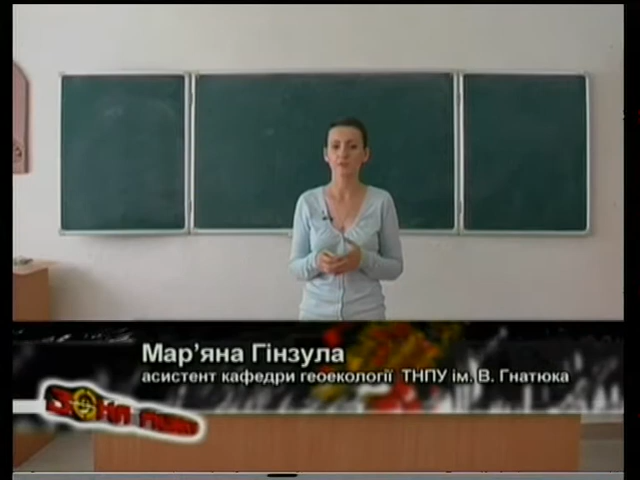 Мар'яна Гінзула
асистент кафедри геоекології ТНПУ ім. В. Гнатюка